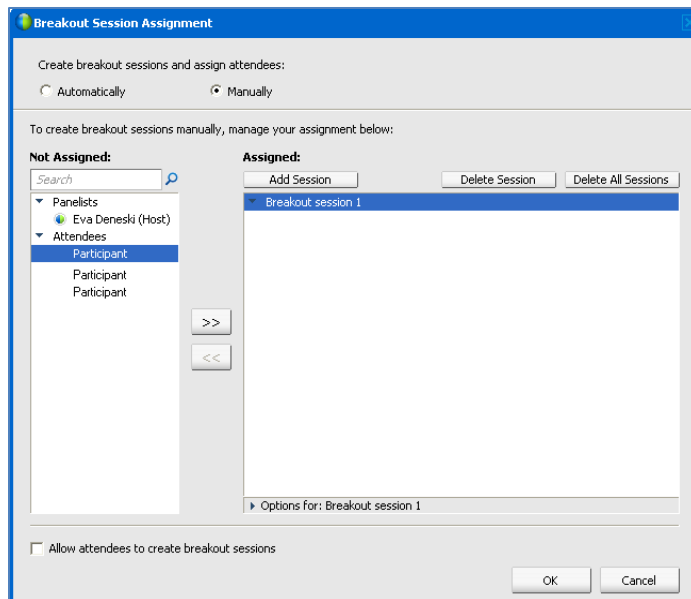 Breakout Session Assignment
Create breakout sessions and assign attendees:
Automatically
Manually
To create breakout sessions manually, manage your assignment below:
Not Assigned:
Assigned:
Search
Add Session
Delete Session
Delete All Sessions
Panelists
Eva Deneski (Host)
Attendees
Participant
Participant
Participant
Breakout session 1
>>
<<
Options for: Breakout session 1
Allow attendees to create breakout sessions
OK
Cancel